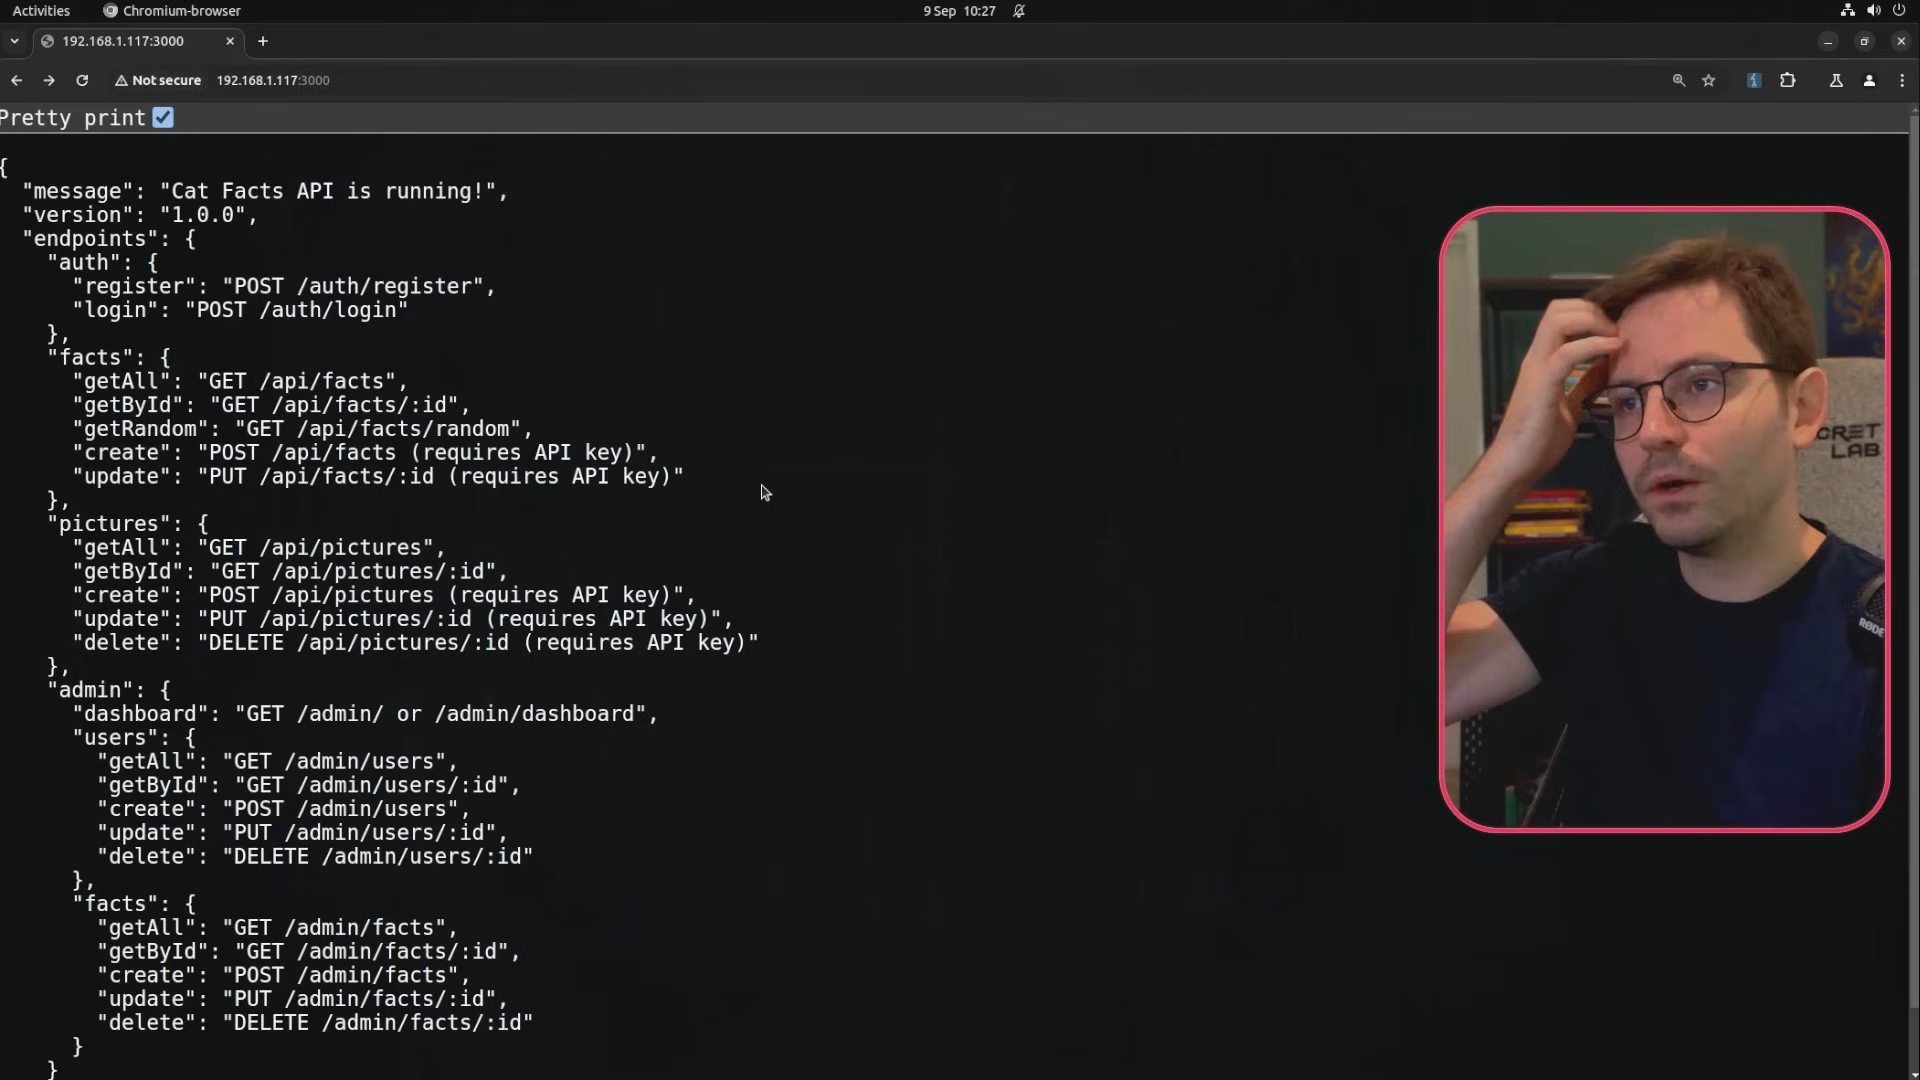 Activities
Chromium-browser
9 Sep 10:27
192.168.1.117:3000
Not secure
192.168.1.117:3000
Pretty print
{
"message": "Cat Facts API is running!",
"version": "1.0.0",
"endpoints": {
"auth": {
"register": "POST /auth/register",
"login": "POST /auth/login"
},
"facts": {
"getAll": "GET /api/facts",
"getById": "GET /api/facts/:id",
"getRandom": "GET /api/facts/random",
"create": "POST /api/facts (requires API key)",
"update": "PUT /api/facts/:id (requires API key)"
},
"pictures": {
"getAll": "GET /api/pictures",
"getById": "GET /api/pictures/:id",
"create": "POST /api/pictures (requires API key)",
"update": "PUT /api/pictures/:id (requires API key)",
"delete": "DELETE /api/pictures/:id (requires API key)"
},
"admin": {
"dashboard": "GET /admin/ or /admin/dashboard",
"users": {
"getAll": "GET /admin/users",
"getById": "GET /admin/users/:id",
"create": "POST /admin/users",
"update": "PUT /admin/users/:id",
"delete": "DELETE /admin/users/:id"
},
"facts": {
"getAll": "GET /admin/facts",
"getById": "GET /admin/facts/:id",
"create": "POST /admin/facts",
"update": "PUT /admin/facts/:id",
"delete": "DELETE /admin/facts/:id"
}
}
CRET
LAB
RØDE